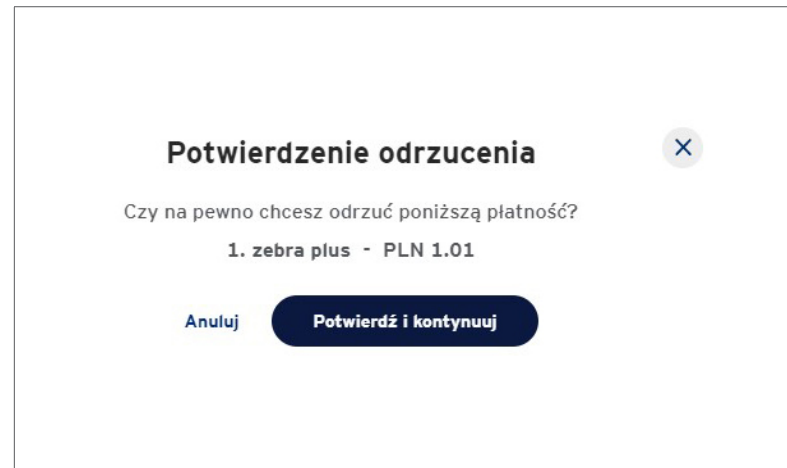 Potwierdzenie odrzucenia
Czy na pewno chcesz odrzuć poniższą płatność?
1. zebra plus - PLN 1.01
Anuluj
Potwierdź i kontynuuj